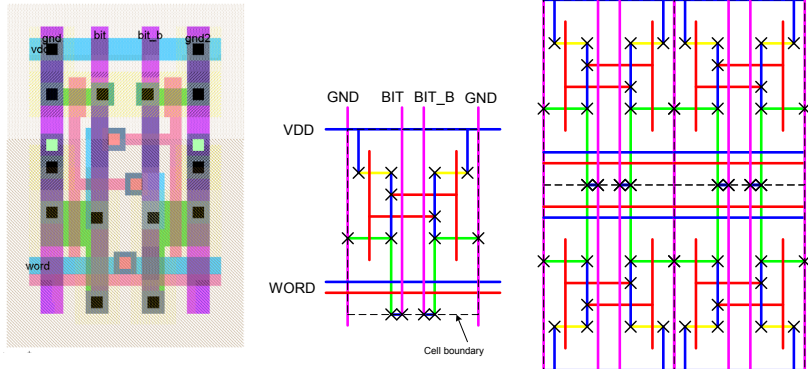 gnd bit bit_b gnd2
vdd
word
GND BIT BIT_B GND
VDD
WORD
Cell boundary